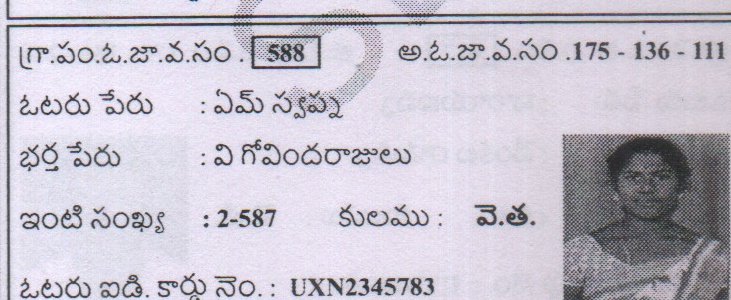 గ్రా.పం.ఓ.జా.వ.సం. 588 అ.ఓ.జా.వ.సం .175 - 136 - 111
ఓటరు పేరు : ఏమ్ స్వప్న
భర్త పేరు : వి గోవిందరాజులు
ఇంటి సంఖ్య : 2-587 కులము : వె.త.
ఓటరు ఐడి. కార్డు నెం. : UXN2345783